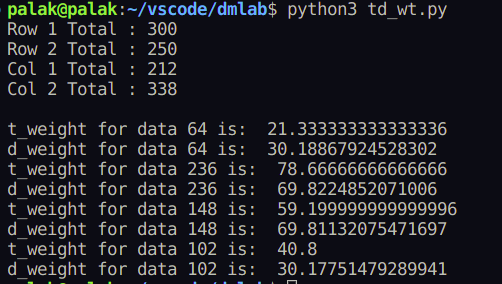 palak@palak:~/vscode/dmlab$ python3 td_wt.py
Row 1 Total : 300
Row 2 Total : 250
Col 1 Total : 212
Col 2 Total : 338
t_weight for data 64 is:  21.333333333333336
d_weight for data 64 is:  30.18867924528302
t_weight for data 236 is:  78.66666666666666
d_weight for data 236 is:  69.8224852071006
t_weight for data 148 is:  59.199999999999996
d_weight for data 148 is:  69.81132075471697
t_weight for data 102 is:  40.8
d_weight for data 102 is:  30.17751479289941